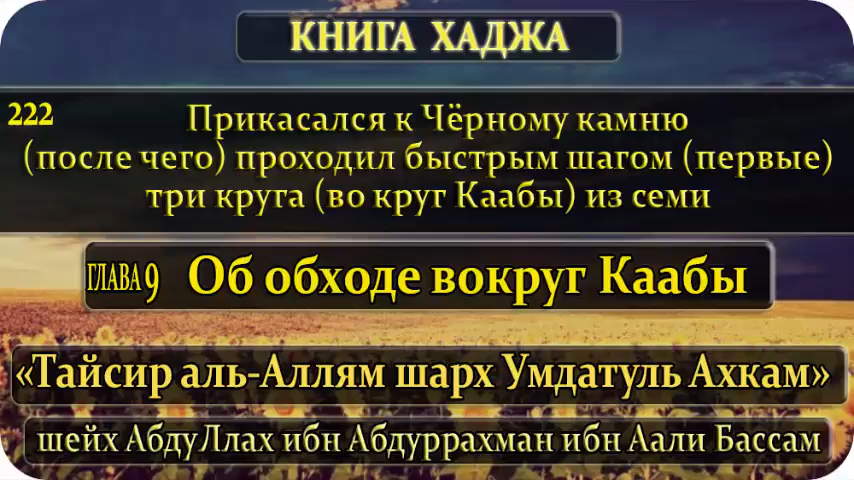 КНИГА ХАДЖА
222
Прикасался к Чёрному камню
(после чего) проходил быстрым шагом (первые)
три круга (во круг Каабы) из семи
ГЛАВА 9 Об обходе вокруг Каабы
«Тайсир аль-Аллям шарх Умдатуль Ахкам»
шейх АбдуЛлах ибн Абдуррахман ибн Аали Бассам